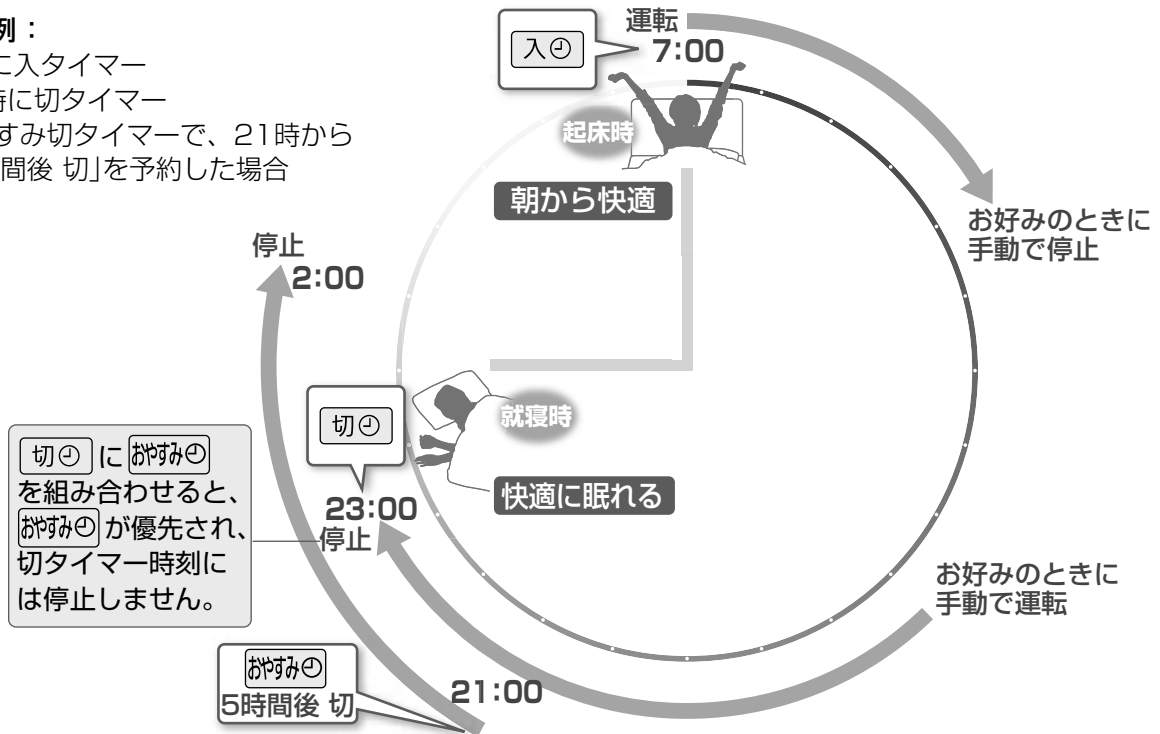 例：
に入タイマー
時に切タイマー
すみ切タイマーで、21時から
間後 切」を予約した場合
入
運転
7:00
起床時
朝から快適
お好みのときに
手動で停止
停止
2:00
切
就寝時
快適に眠れる
23:00
停止
切 に おやすみ
を組み合わせると、
おやすみ が優先され、
切タイマー時刻に
は停止しません。
お好みのときに
手動で運転
おやすみ
5時間後 切
21:00